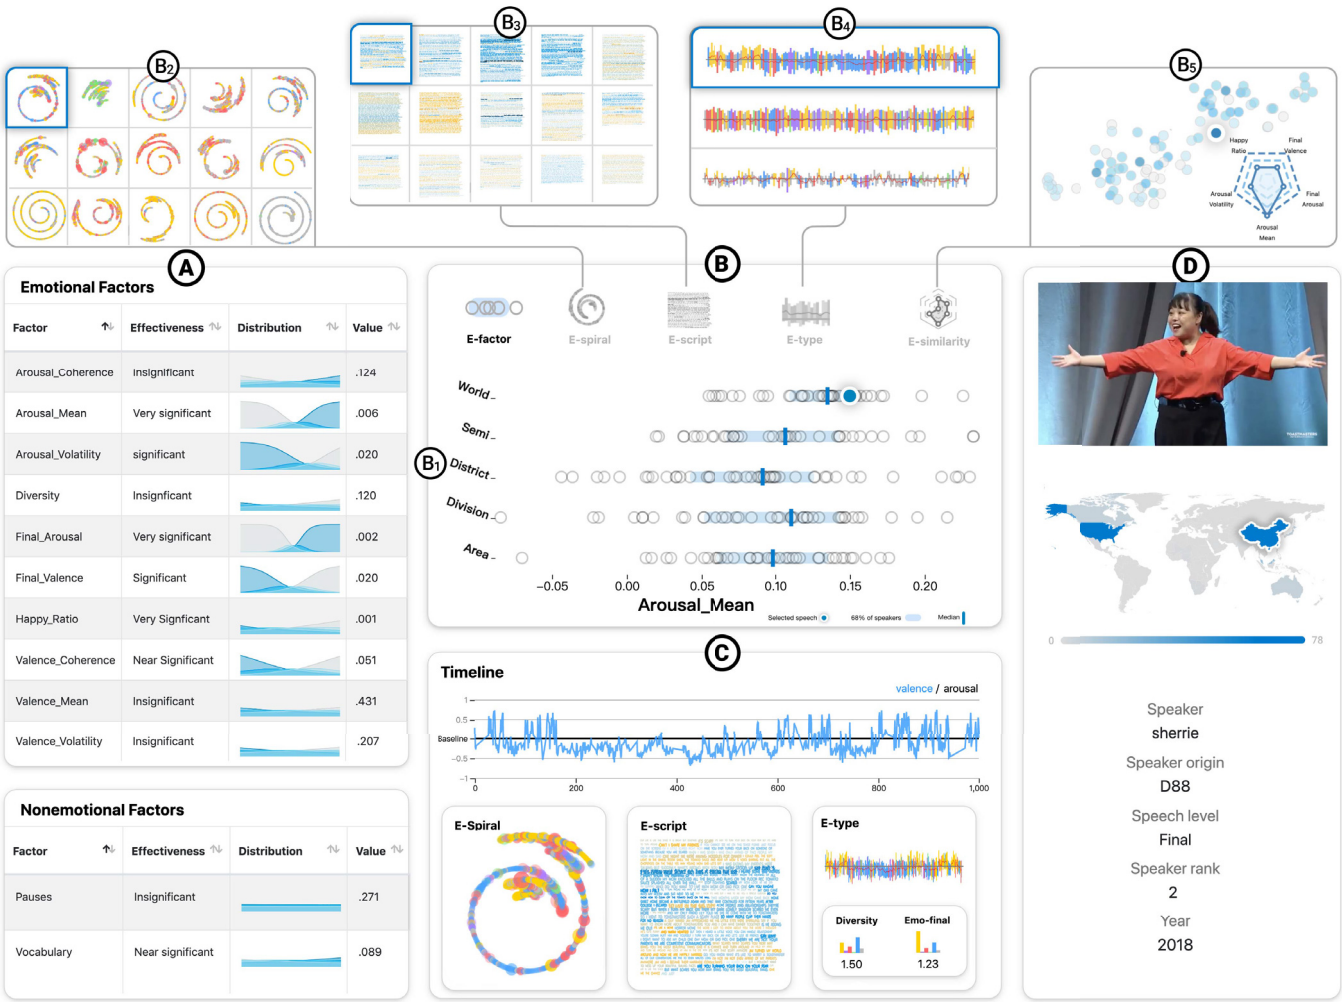 B2
B3
B4
B5
Happy Ratio
Final Valence
Arousal Volatility
Final Arousal
Arousal Mean
A
Emotional Factors
Factor Effectiveness Distribution Value
Arousal_Coherence Insignificant .124
Arousal_Mean Very significant .006
Arousal_Volatility significant .020
Diversity Insignficant .120
Final_Arousal Very significant .002
Final_Valence Significant .020
Happy_Ratio Very Signficant .001
Valence_Coherence Near Significant .051
Valence_Mean Insignificant .431
Valence_Volatility Insignificant .207
Nonemotional Factors
Factor Effectiveness Distribution Value
Pauses Insignificant .271
Vocabulary Near significant .089
B
E-factor E-spiral E-script E-type E-similarity
B1
World
Semi
District
Division
Area
−0.05 0.00 0.05 0.10 0.15 0.20
Arousal_Mean
Selected speech 68% of speakers Median
C
Timeline
valence / arousal
1
0.5
Baseline
−0.5
−1
0 200 400 600 800 1,000
E-Spiral
E-script
E-type
Diversity Emo-final
1.50 1.23
D
TOASTMASTERS
0 78
Speaker
sherrie
Speaker origin
D88
Speech level
Final
Speaker rank
2
Year
2018